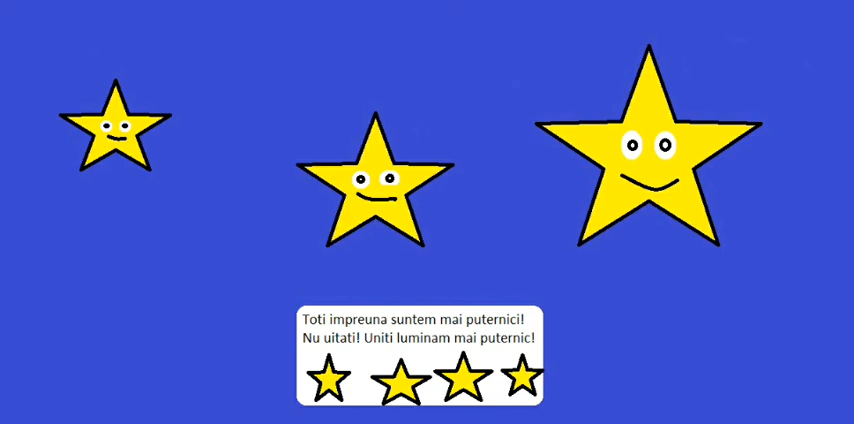 Toti impreuna suntem mai puternici!
Nu uitati! Uniti luminam mai puternic!